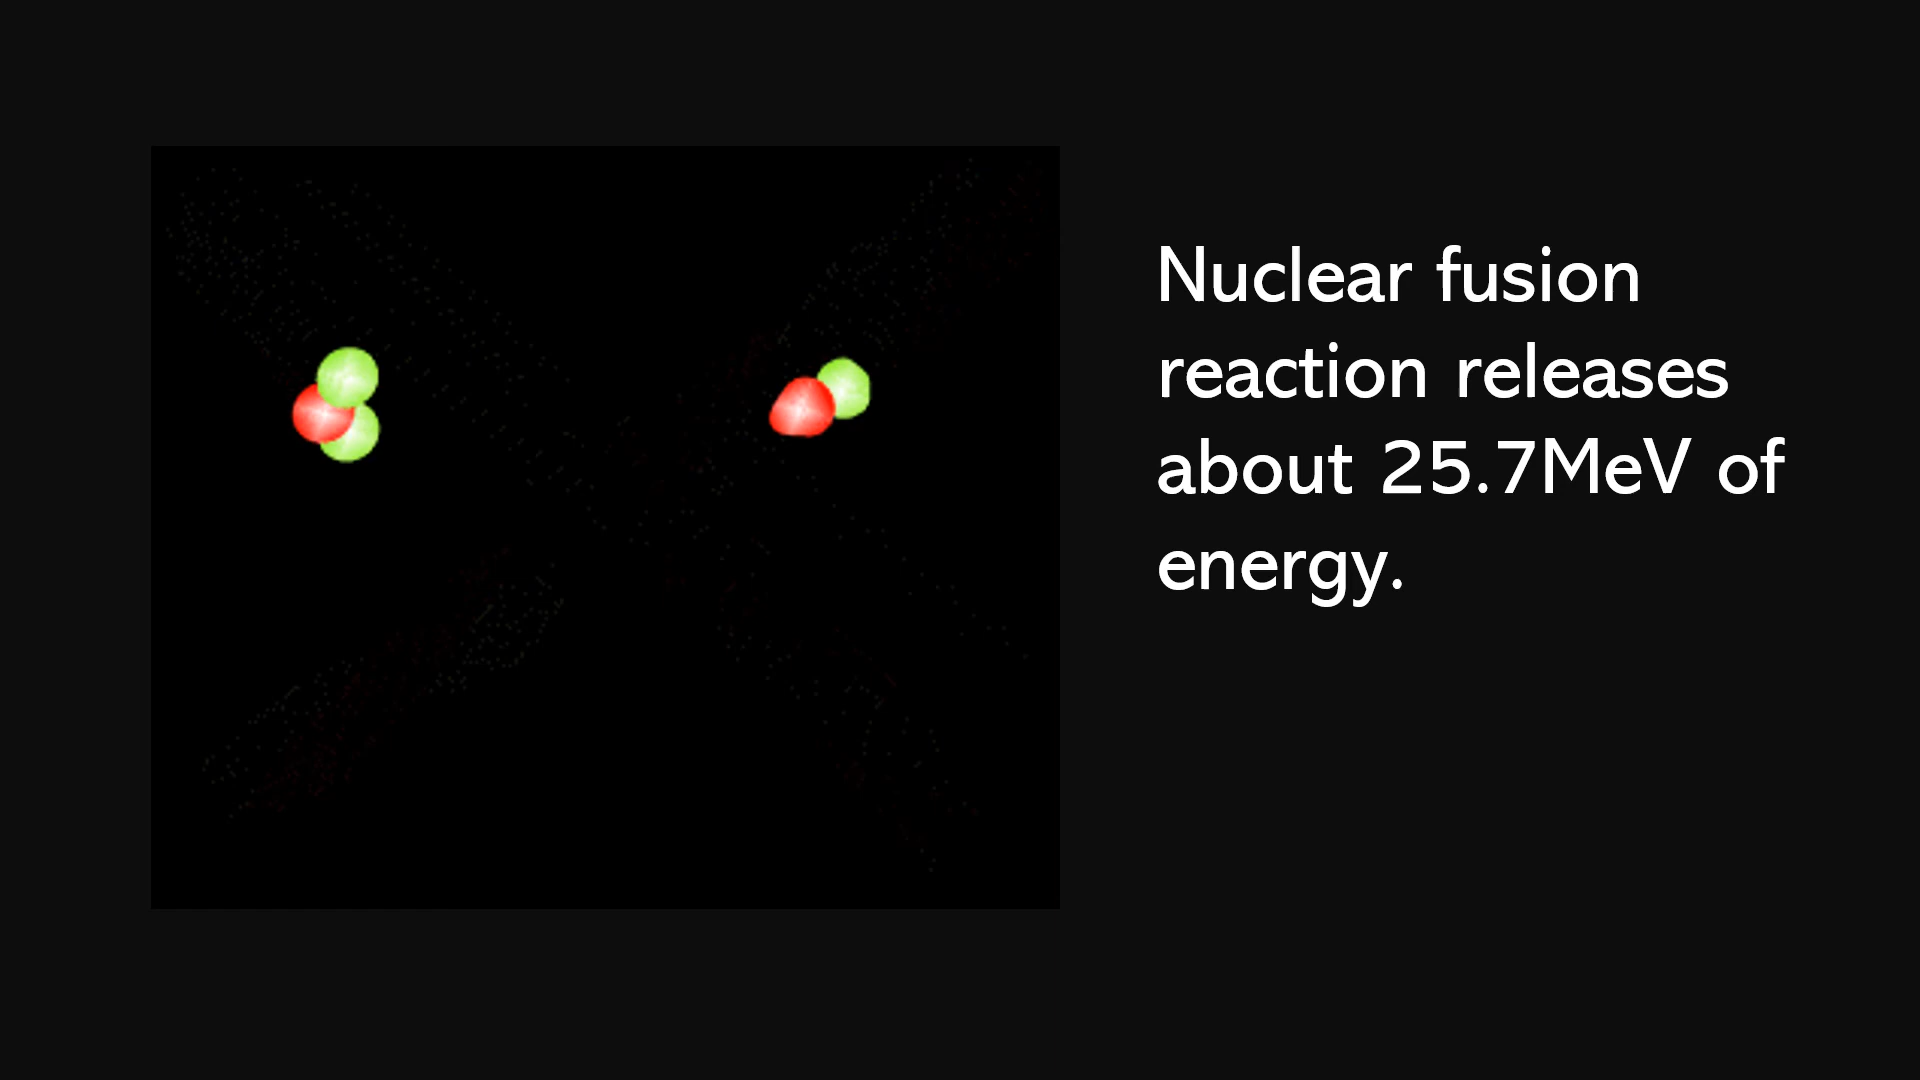 Nuclear fusion
reaction releases
about 25.7MeV of
energy.